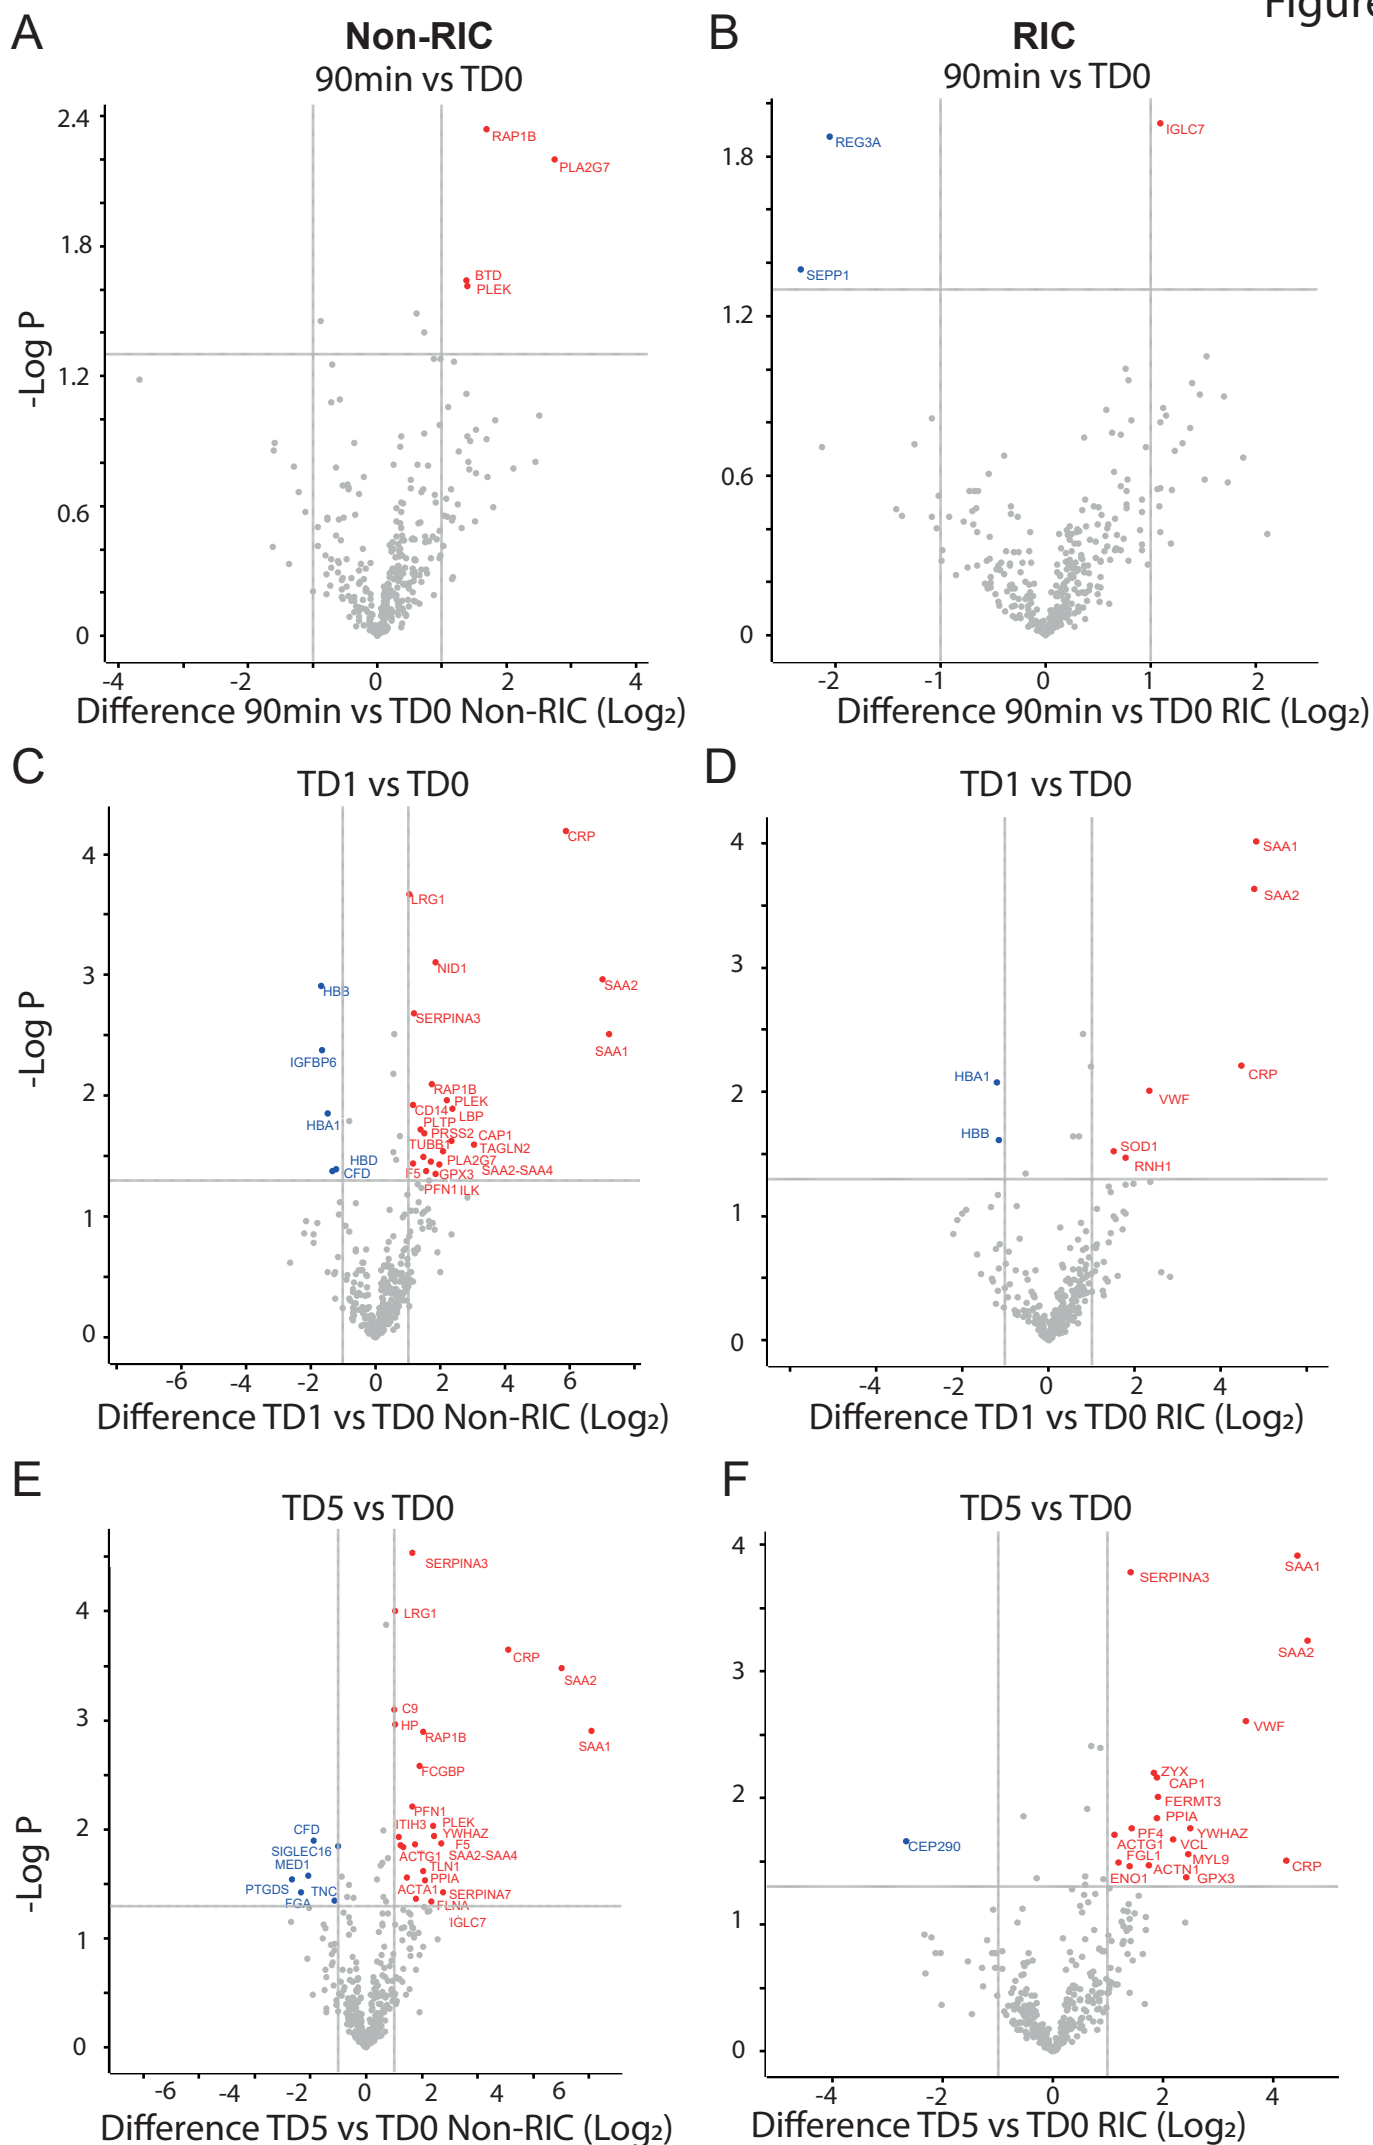 Figure
A
Non-RIC
90min vs TD0
2.4
1.8
1.2
0.6
0
-Log P
RAP1B
PLA2G7
BTD
PLEK
-4 -2 0 2 4
Difference 90min vs TD0 Non-RIC (Log₂)
B
RIC
90min vs TD0
1.8
1.2
0.6
0
REG3A
IGLC7
SEPP1
-2 -1 0 1 2
Difference 90min vs TD0 RIC (Log₂)
C
TD1 vs TD0
4
3
2
1
0
-Log P
CRP
LRG1
NID1
HBB
SAA2
SERPINA3
SAA1
IGFBP6
RAP1B
PLEK
CD14
LBP
HBA1
PLTP
PRSS2
CAP1
TUBB1
TAGLN2
HBD
PLA2G7
CFD
F5
GPX3
SAA2-SAA4
PFN1
ILK
-6 -4 -2 0 2 4 6
Difference TD1 vs TD0 Non-RIC (Log₂)
D
TD1 vs TD0
4
3
2
1
0
SAA1
SAA2
HBA1
CRP
VWF
HBB
SOD1
RNH1
-4 -2 0 2 4
Difference TD1 vs TD0 RIC (Log₂)
E
TD5 vs TD0
4
3
2
1
0
-Log P
SERPINA3
LRG1
CRP
SAA2
C9
HP
RAP1B
SAA1
FCGBP
PFN1
ITIH3
PLEK
CFD
YWHAZ
SIGLEC16
F5
ACTG1
SAA2-SAA4
MED1
TLN1
PPIA
PTGDS
TNC
ACTA1
SERPINA7
FGA
FLNA
IGLC7
-6 -4 -2 0 2 4 6
Difference TD5 vs TD0 Non-RIC (Log₂)
F
TD5 vs TD0
4
3
2
1
0
SAA1
SERPINA3
SAA2
VWF
ZYX
CAP1
FERMT3
PPIA
PF4
YWHAZ
CEP290
ACTG1
VCL
FGL1
MYL9
CRP
ACTN1
ENO1
GPX3
-4 -2 0 2 4
Difference TD5 vs TD0 RIC (Log₂)